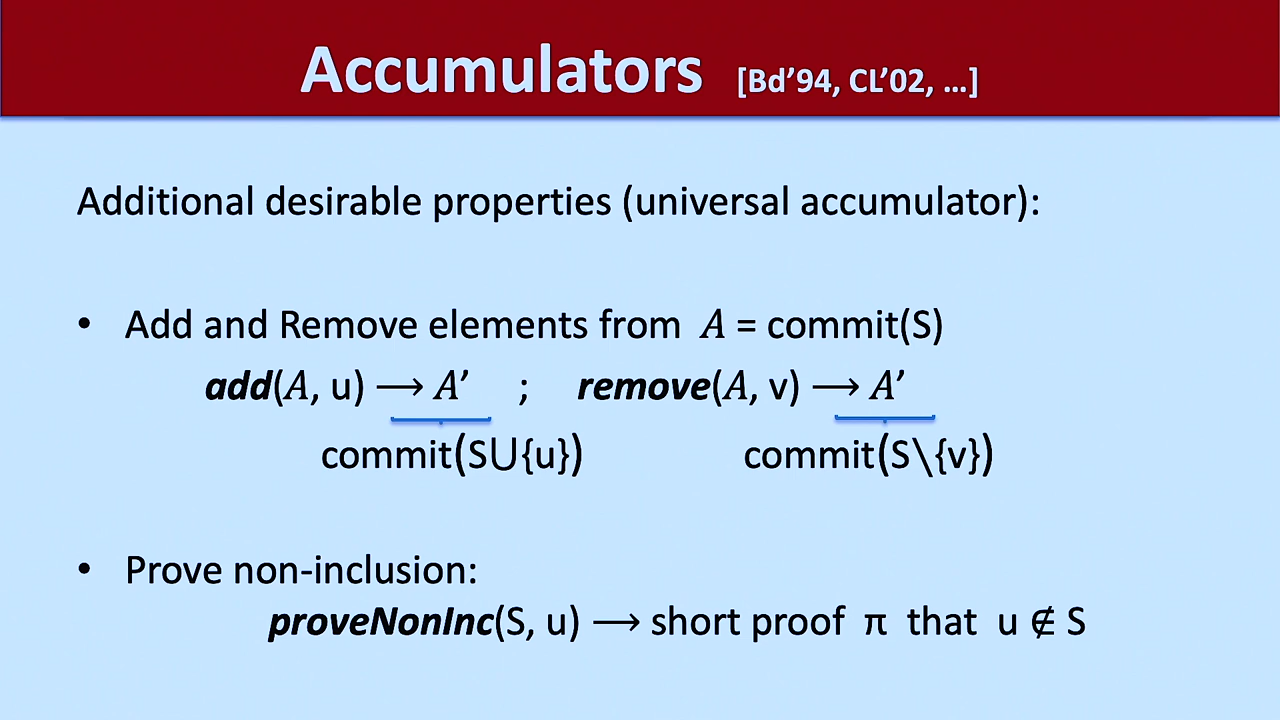 Accumulators [Bd’94, CL’02, …]
Additional desirable properties (universal accumulator):
• Add and Remove elements from A = commit(S)
add(A, u) ⟶ A’ ; remove(A, v) ⟶ A’
commit(S⋃{u}) commit(S\{v})
• Prove non-inclusion:
proveNonInc(S, u) ⟶ short proof π that u ∉ S